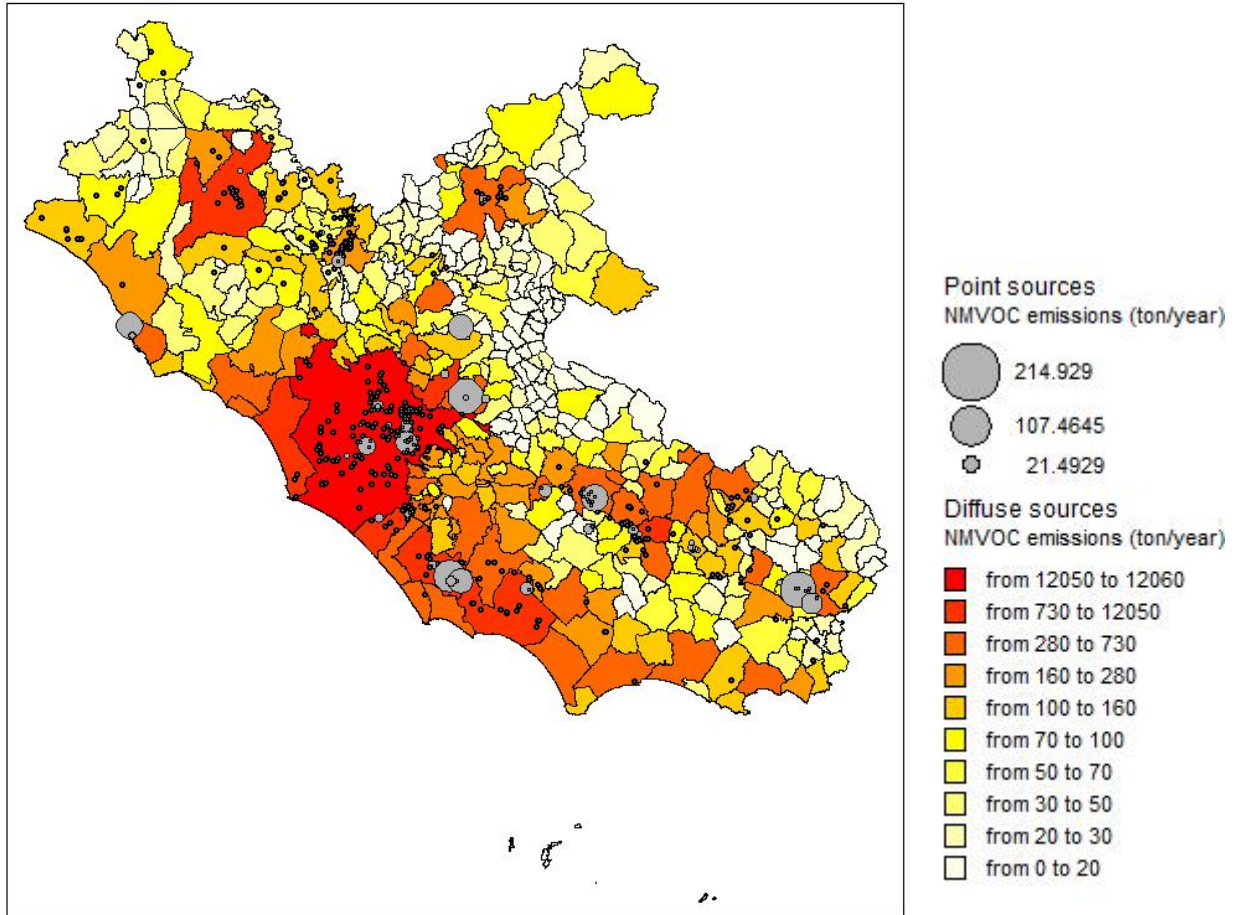 Point sources
NMVOC emissions (ton/year)
214.929
107.4645
21.4929
Diffuse sources
NMVOC emissions (ton/year)
from 12050 to 12060
from 730 to 12050
from 280 to 730
from 160 to 280
from 100 to 160
from 70 to 100
from 50 to 70
from 30 to 50
from 20 to 30
from 0 to 20